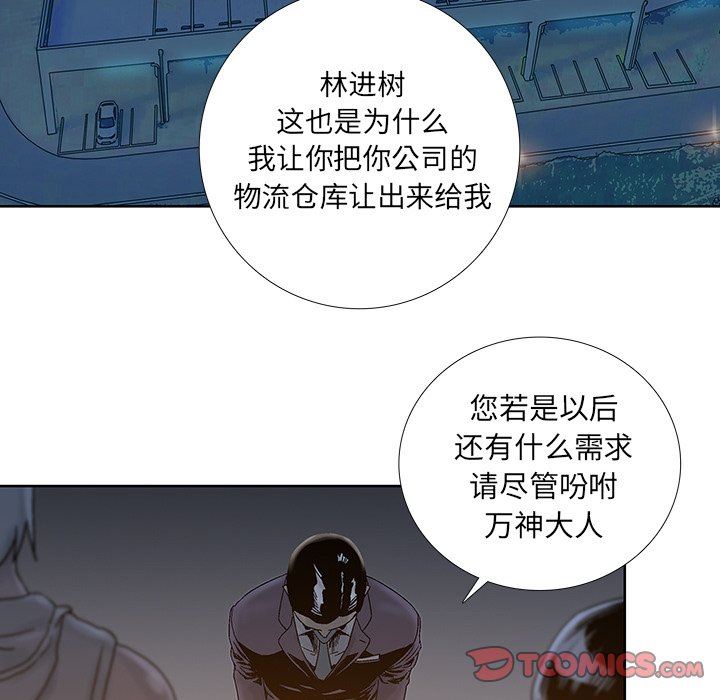 林进树
这也是为什么
我让你把你公司的
物流仓库让出来给我
您若是以后
还有什么需求
请尽管吩咐
万神大人
TOOMICS.COM
FREE WEBCOMICS